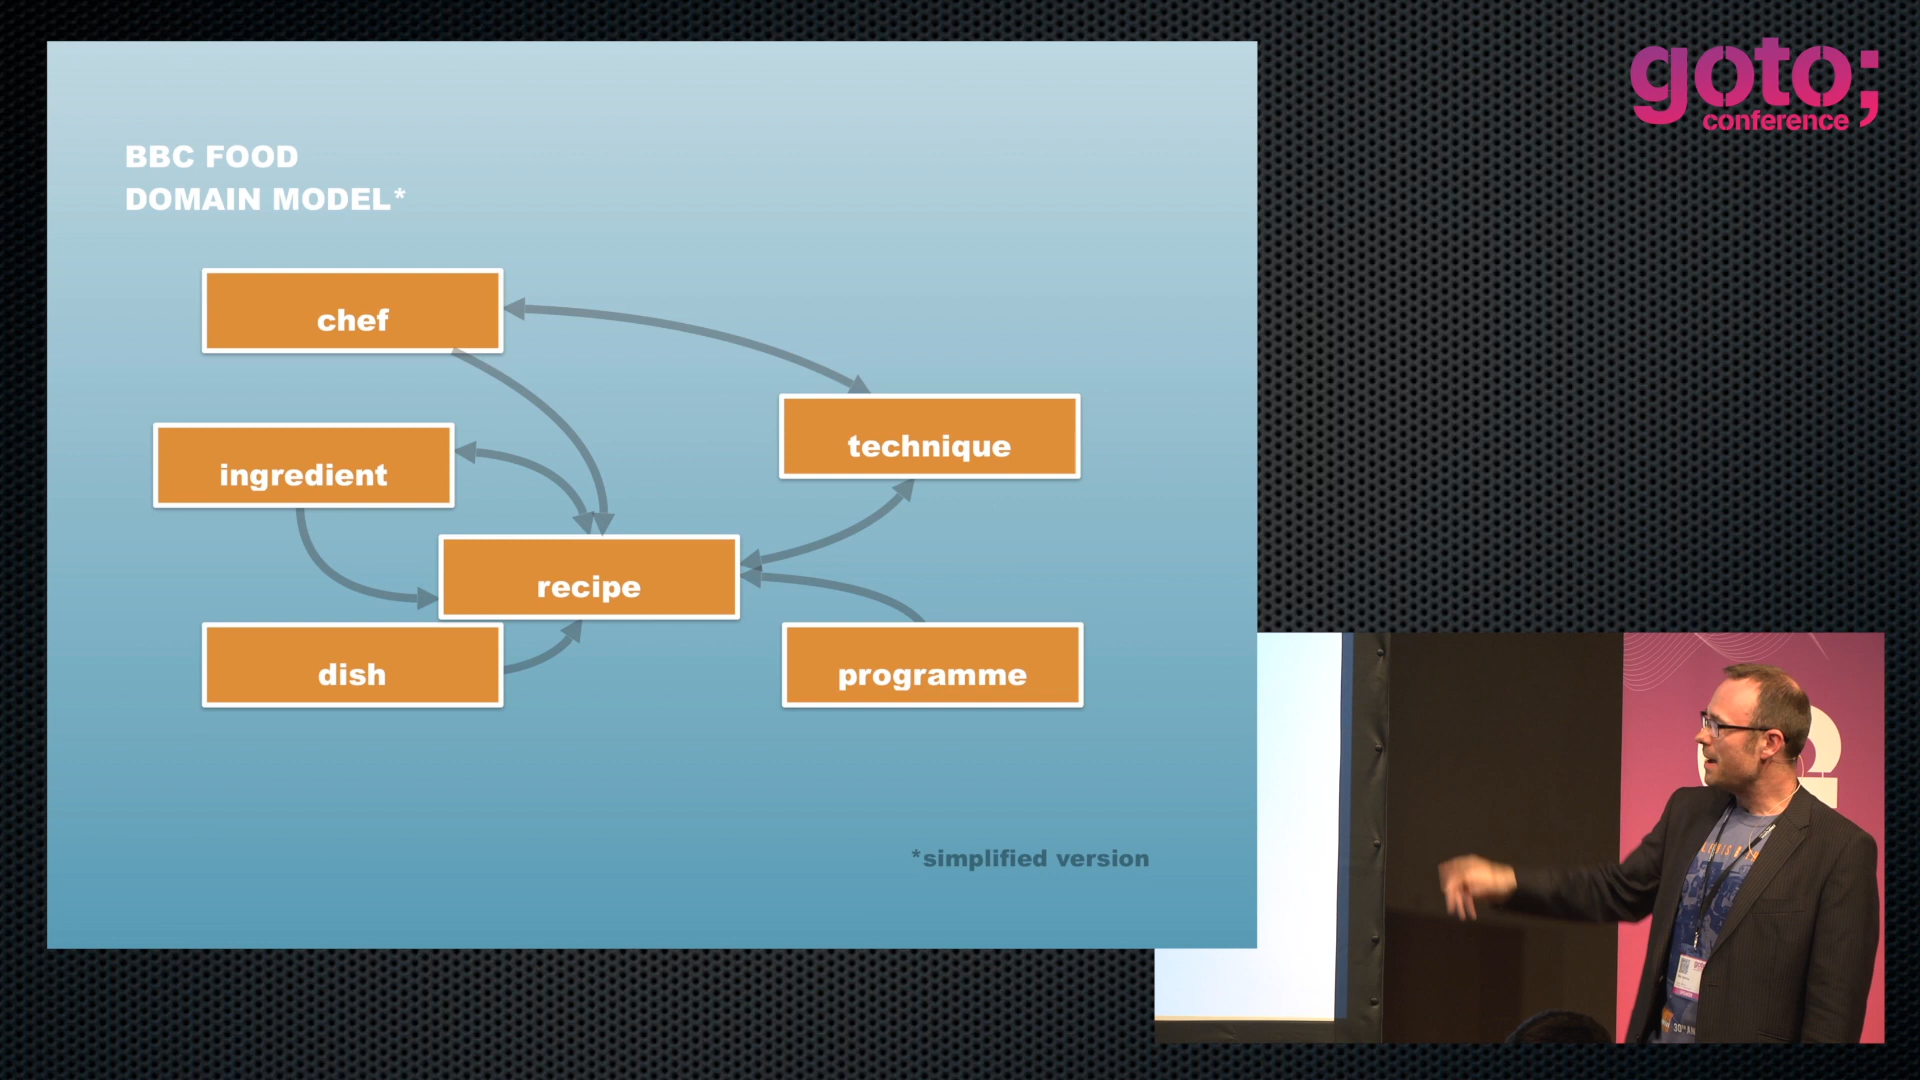 goto;
conference
BBC FOOD
DOMAIN MODEL*
chef
technique
ingredient
recipe
dish
programme
*simplified version